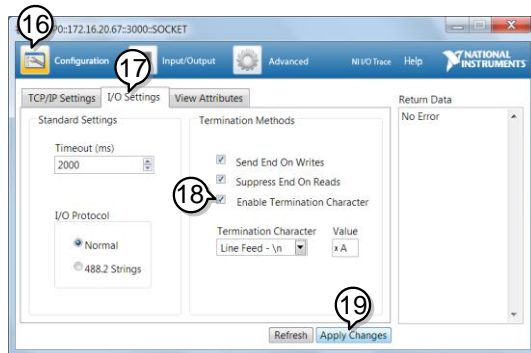 16
P0::172.16.20.67::3000::SOCKET
Configuration Input/Output Advanced NI I/O Trace Help NATIONAL INSTRUMENTS
17
TCP/IP Settings I/O Settings View Attributes Return Data
Standard Settings Termination Methods No Error
Timeout (ms)
2000 Send End On Writes
Suppress End On Reads
18 Enable Termination Character
I/O Protocol Termination Character Value
Normal Line Feed - \n x A
488.2 Strings
19
Refresh Apply Changes